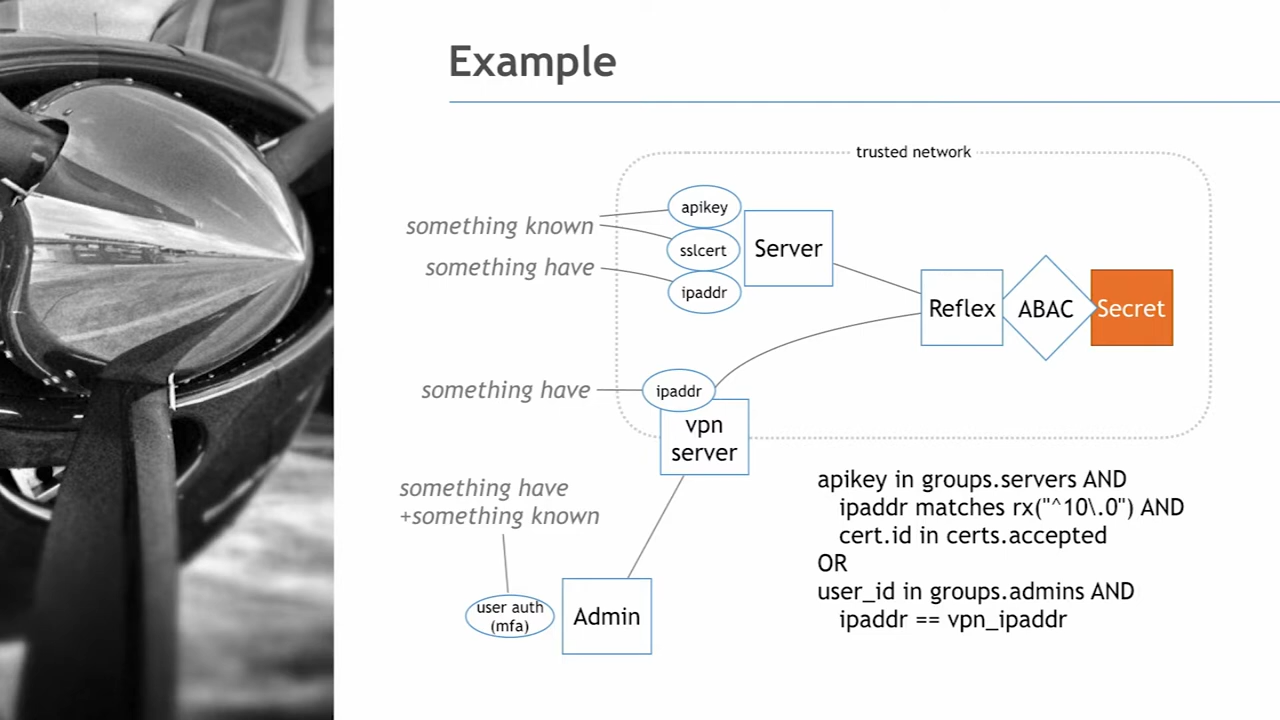 Example
trusted network
apikey
something known
sslcert
Server
something have
ipaddr
Reflex
ABAC
Secret
something have
ipaddr
vpn
server
something have
+something known
user auth
(mfa)
Admin
apikey in groups.servers AND
ipaddr matches rx("^10\.0") AND
cert.id in certs.accepted
OR
user_id in groups.admins AND
ipaddr == vpn_ipaddr